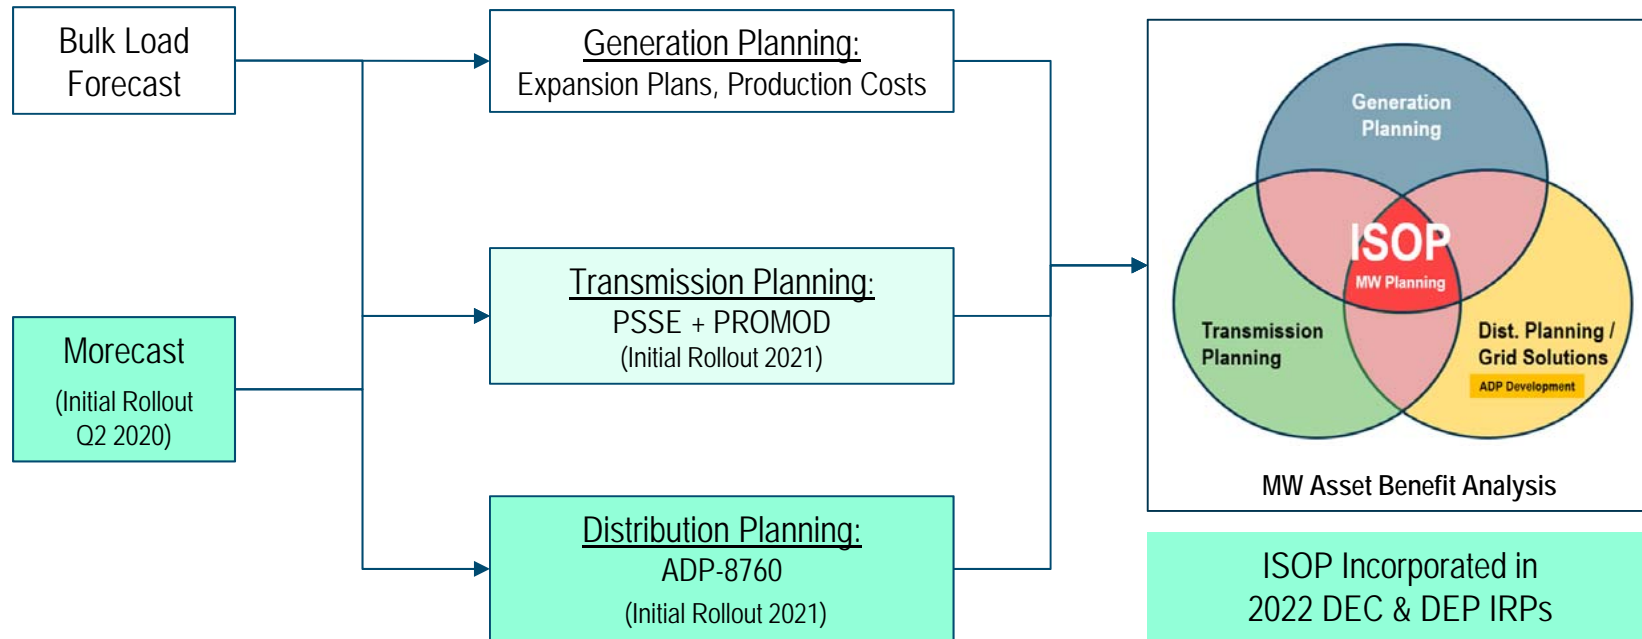 Bulk Load
Forecast
Morecast
(Initial Rollout
Q2 2020)
Generation Planning:
Expansion Plans, Production Costs
Transmission Planning:
PSSE + PROMOD
(Initial Rollout 2021)
Distribution Planning:
ADP-8760
(Initial Rollout 2021)
Generation
Planning
ISOP
MW Planning
Transmission
Planning
Dist. Planning /
Grid Solutions
ADP Development
MW Asset Benefit Analysis
ISOP Incorporated in
2022 DEC & DEP IRPs